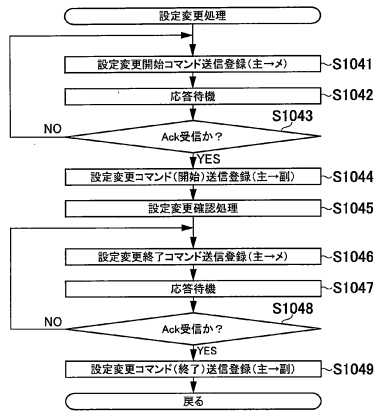 設定変更処理
設定変更開始コマンド送信登録(主→メ)
S1041
応答待機
S1042
S1043
Ack受信か?
NO
YES
設定変更コマンド(開始)送信登録(主→副)
S1044
設定変更確認処理
S1045
設定変更終了コマンド送信登録(主→メ)
S1046
応答待機
S1047
S1048
Ack受信か?
NO
YES
設定変更コマンド(終了)送信登録(主→副)
S1049
戻る